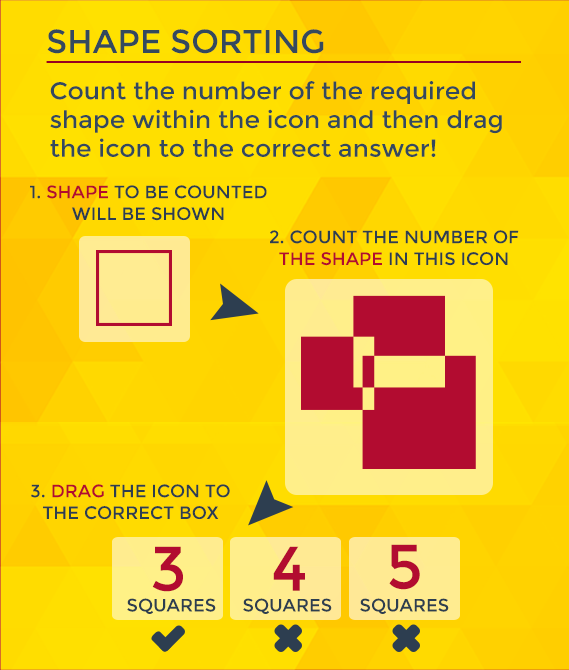 SHAPE SORTING
Count the number of the required
shape within the icon and then drag
the icon to the correct answer!
1. SHAPE TO BE COUNTED
WILL BE SHOWN
2. COUNT THE NUMBER OF
THE SHAPE IN THIS ICON
3. DRAG THE ICON TO
THE CORRECT BOX
3
SQUARES
4
SQUARES
5
SQUARES